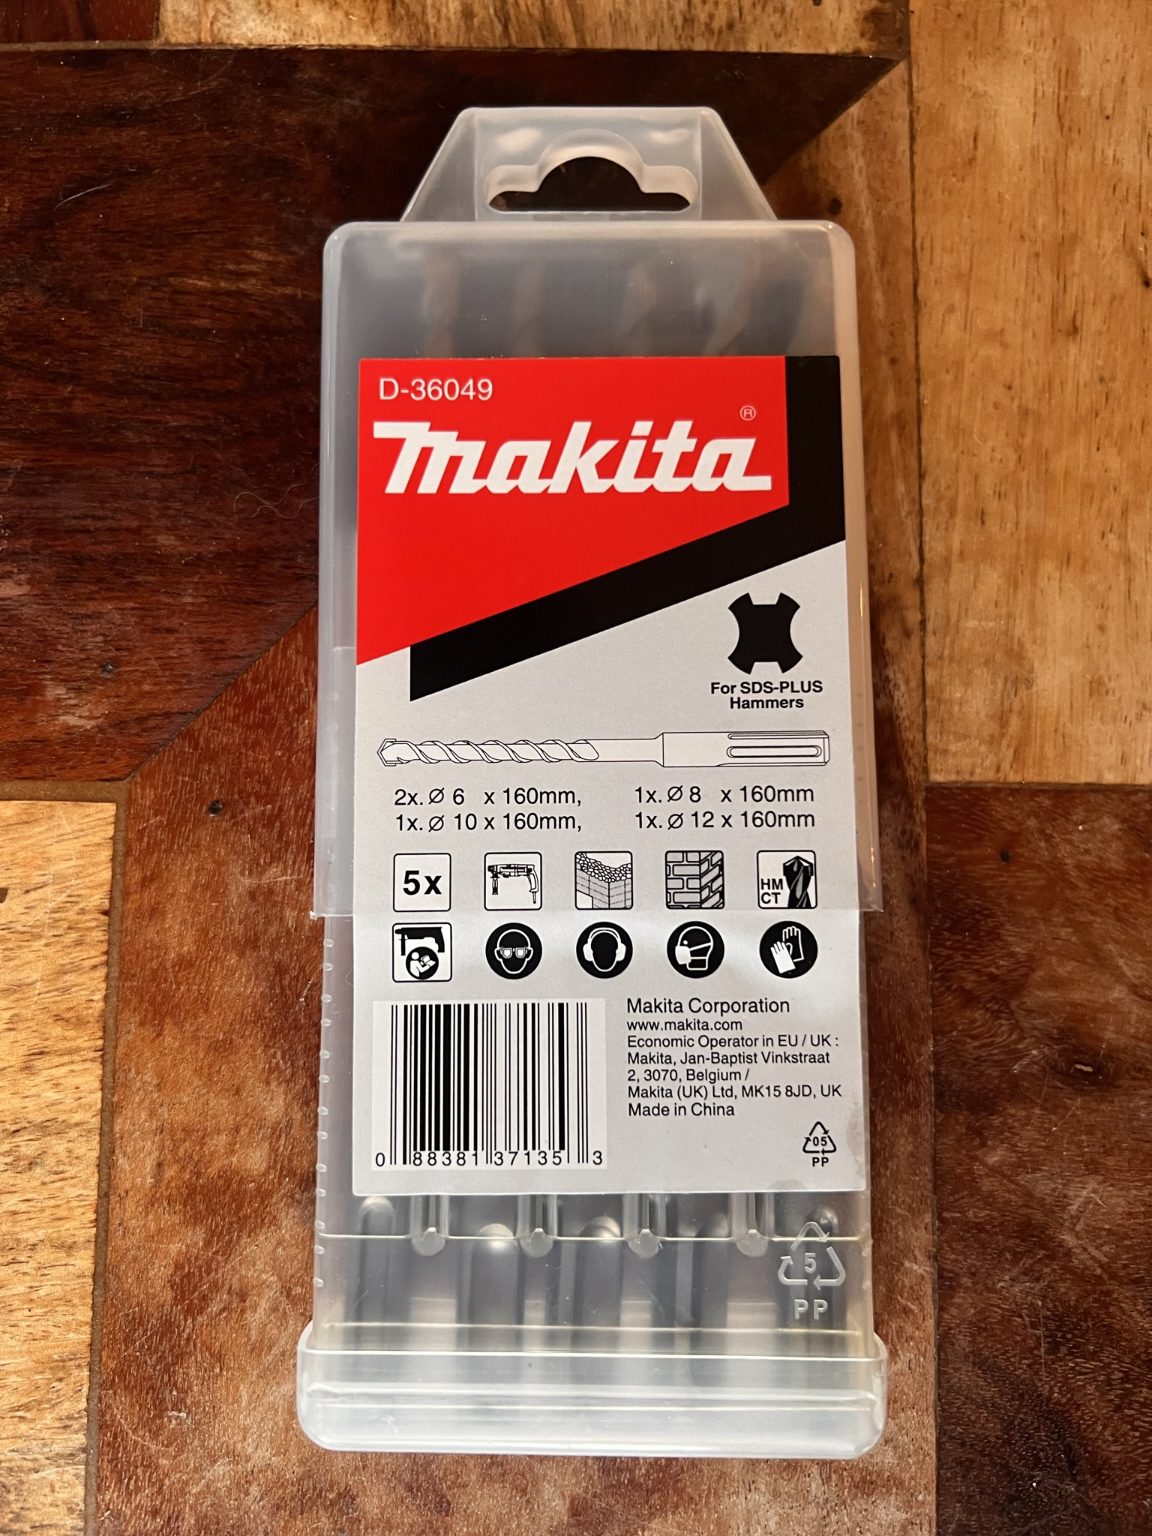 D-36049
makita®
For SDS-PLUS
Hammers
2x. Ø 6 x 160mm, 1x. Ø 8 x 160mm
1x. Ø 10 x 160mm, 1x. Ø 12 x 160mm
5x
HM
CT
Makita Corporation
www.makita.com
Economic Operator in EU / UK :
Makita, Jan-Baptist Vinkstraat
2, 3070, Belgium /
Makita (UK) Ltd, MK15 8JD, UK
Made in China
05
PP
0 88381 37135 3
5
PP